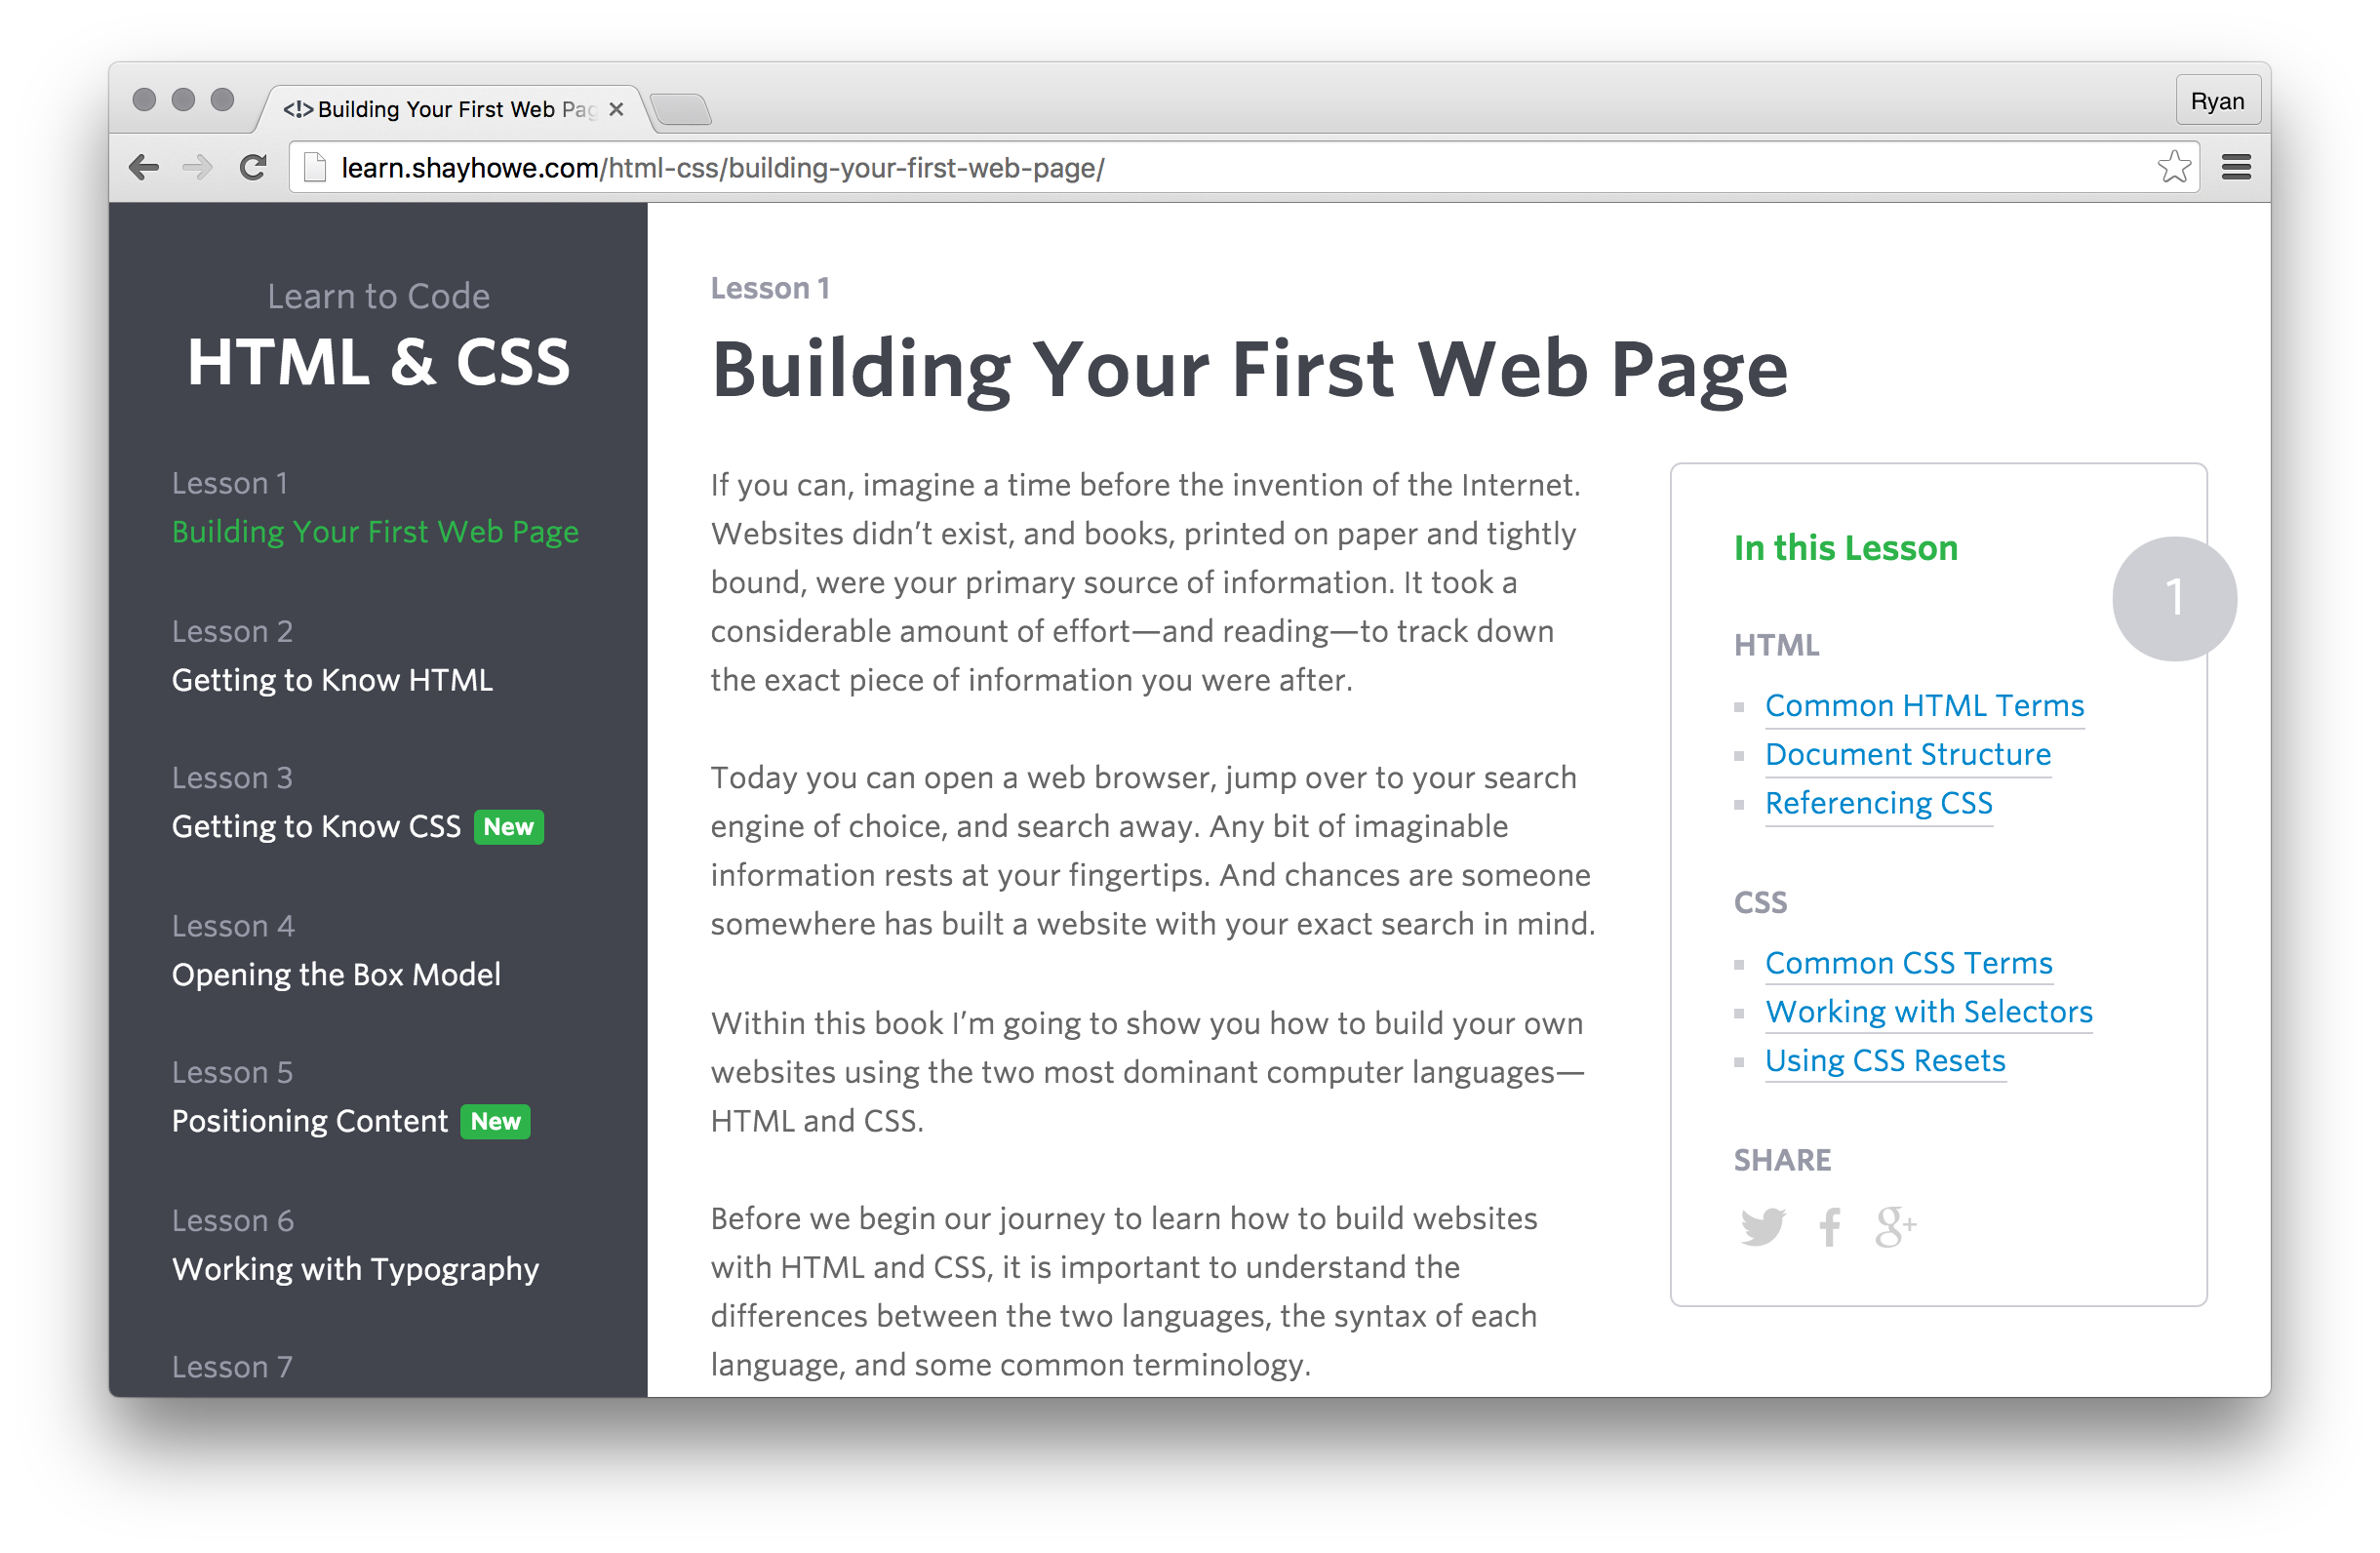 <!> Building Your First Web Pag
Ryan
learn.shayhowe.com/html-css/building-your-first-web-page/
Learn to Code
HTML & CSS
Lesson 1
Building Your First Web Page
Lesson 2
Getting to Know HTML
Lesson 3
Getting to Know CSS New
Lesson 4
Opening the Box Model
Lesson 5
Positioning Content New
Lesson 6
Working with Typography
Lesson 7
Lesson 1
Building Your First Web Page
If you can, imagine a time before the invention of the Internet.
Websites didn’t exist, and books, printed on paper and tightly
bound, were your primary source of information. It took a
considerable amount of effort—and reading—to track down
the exact piece of information you were after.
Today you can open a web browser, jump over to your search
engine of choice, and search away. Any bit of imaginable
information rests at your fingertips. And chances are someone
somewhere has built a website with your exact search in mind.
Within this book I’m going to show you how to build your own
websites using the two most dominant computer languages—
HTML and CSS.
Before we begin our journey to learn how to build websites
with HTML and CSS, it is important to understand the
differences between the two languages, the syntax of each
language, and some common terminology.
In this Lesson
1
HTML
Common HTML Terms
Document Structure
Referencing CSS
CSS
Common CSS Terms
Working with Selectors
Using CSS Resets
SHARE
g+